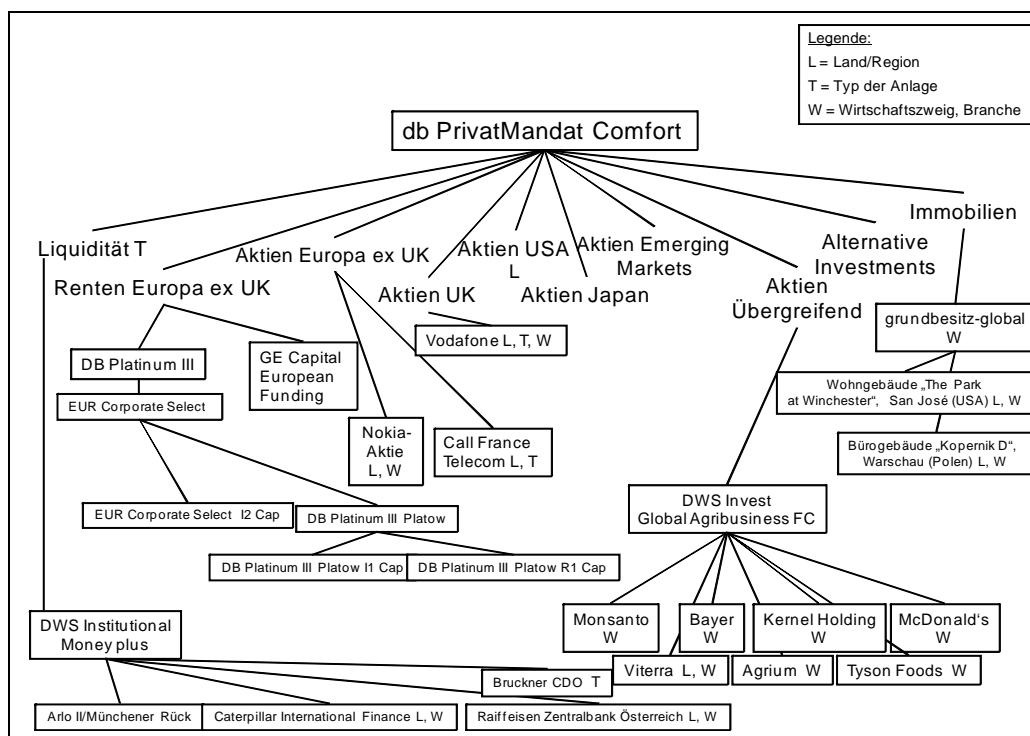 Legende:
L = Land/Region
T = Typ der Anlage
W = Wirtschaftszweig, Branche
db PrivatMandat Comfort
Liquidität T
Renten Europa ex UK
Aktien Europa ex UK
Aktien UK
Aktien USA
L
Aktien Japan
Aktien Emerging
Markets
Aktien
Übergreifend
Alternative
Investments
Immobilien
DB Platinum III
EUR Corporate Select
GE Capital
European
Funding
Nokia-
Aktie
L, W
Call France
Telecom L, T
Vodafone L, T, W
grundbesitz-global
W
Wohngebäude „The Park
at Winchester“, San José (USA) L, W
Bürogebäude „Kopernik D“,
Warschau (Polen) L, W
EUR Corporate Select I2 Cap
DB Platinum III Platow
DB Platinum III Platow I1 Cap
DB Platinum III Platow R1 Cap
DWS Invest
Global Agribusiness FC
Monsanto
W
Bayer
W
Kernel Holding
W
McDonald‘s
W
Viterra L, W
Agrium W
Tyson Foods W
DWS Institutional
Money plus
Bruckner CDO T
Arlo II/Münchener Rück
Caterpillar International Finance L, W
Raiffeisen Zentralbank Österreich L, W